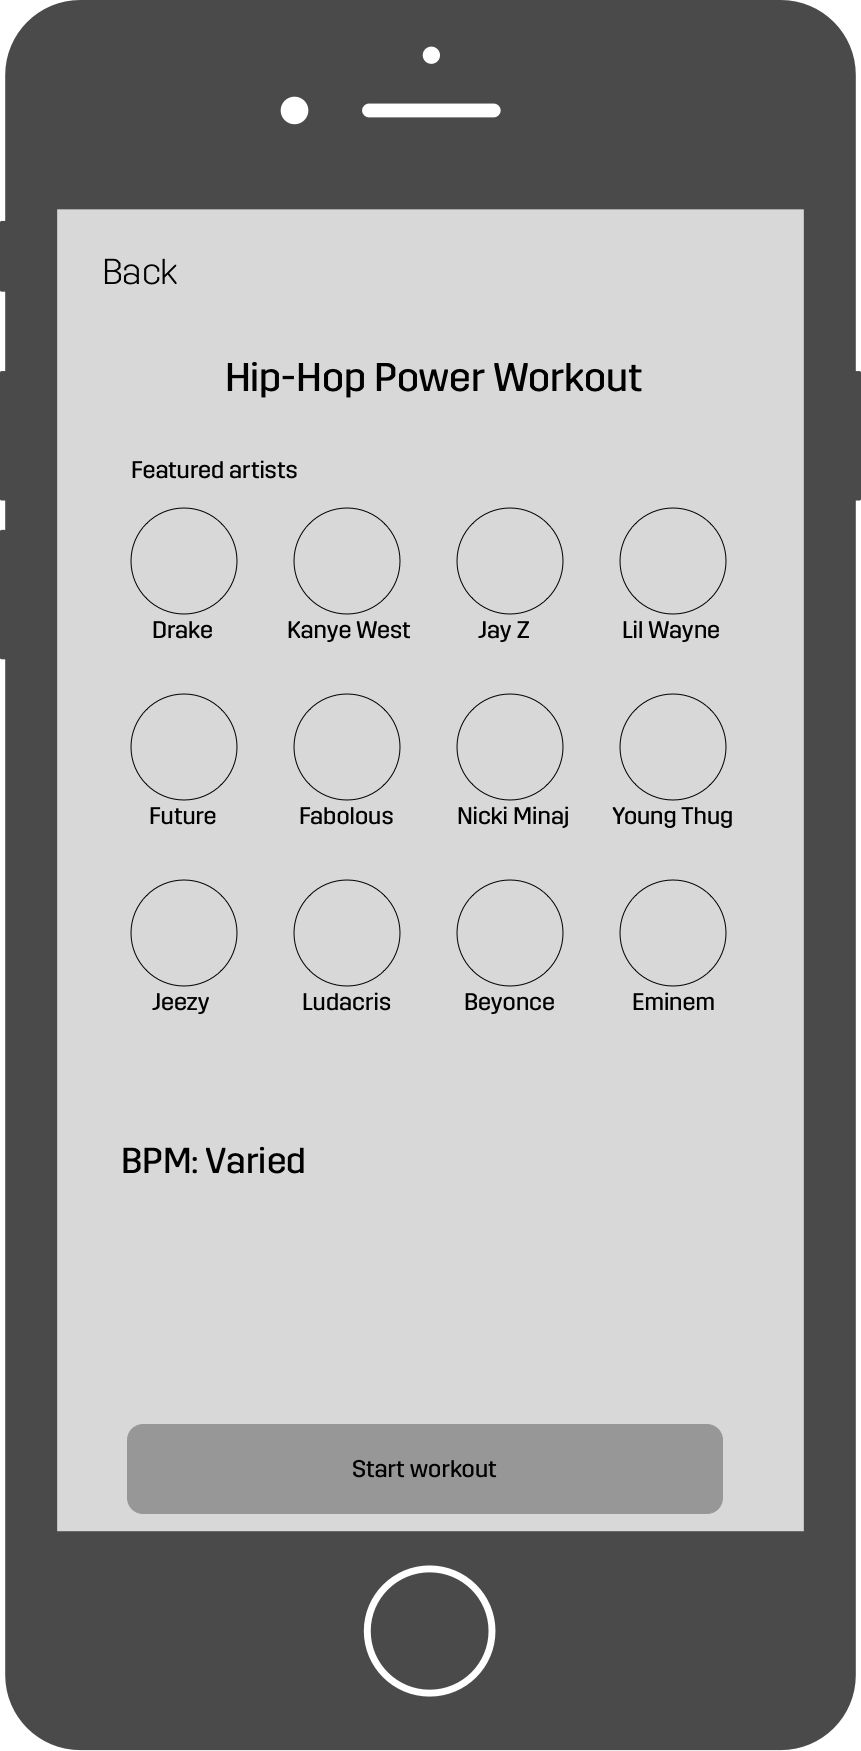 Back
Hip-Hop Power Workout
Featured artists
Drake Kanye West Jay Z Lil Wayne
Future Fabolous Nicki Minaj Young Thug
Jeezy Ludacris Beyonce Eminem
BPM: Varied
Start workout